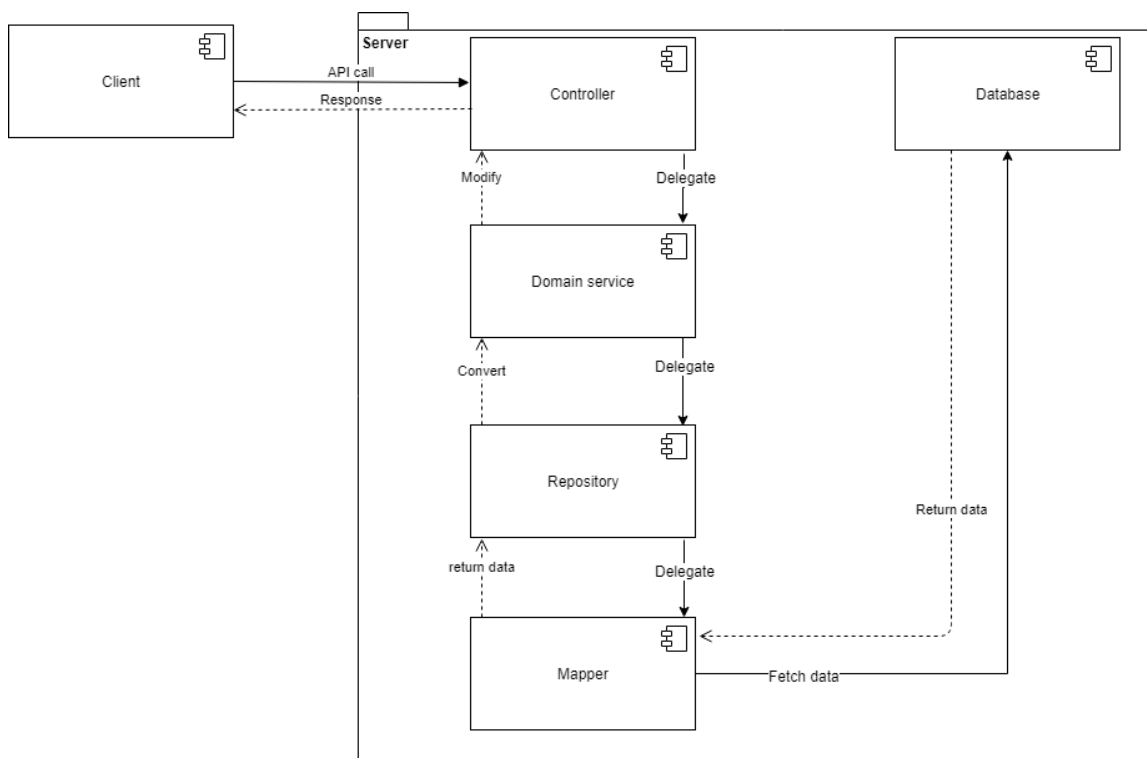 Server
Client
API call
Response
Controller
Database
Modify
Delegate
Domain service
Convert
Delegate
Repository
Return data
return data
Delegate
Mapper
Fetch data